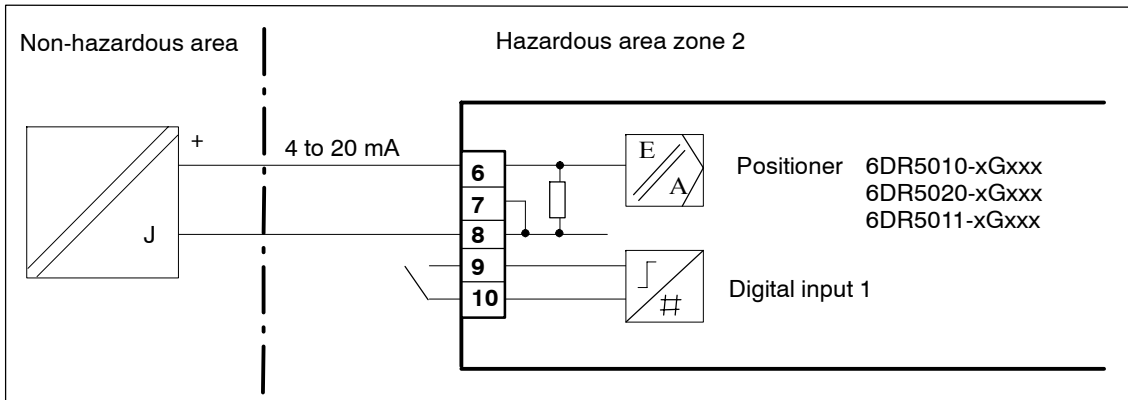 Non-hazardous area
Hazardous area zone 2
+
4 to 20 mA
J
6
7
8
9
10
E
A
Positioner 6DR5010-xGxxx
6DR5020-xGxxx
6DR5011-xGxxx
#
Digital input 1